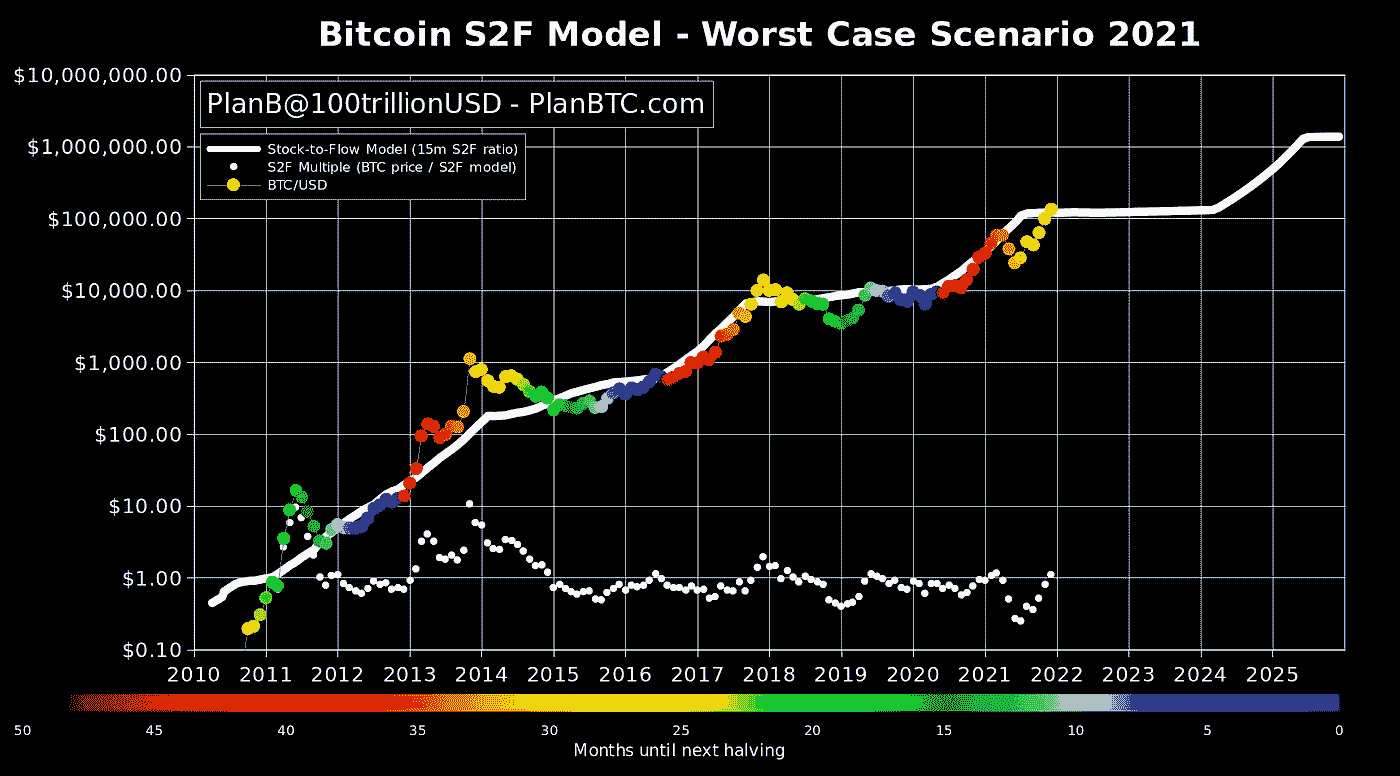 Bitcoin S2F Model - Worst Case Scenario 2021
$10,000,000.00
PlanB@100trillionUSD - PlanBTC.com
$1,000,000.00
Stock-to-Flow Model (15m S2F ratio)
S2F Multiple (BTC price / S2F model)
BTC/USD
$100,000.00
$10,000.00
$1,000.00
$100.00
$10.00
$1.00
$0.10
2010 2011 2012 2013 2014 2015 2016 2017 2018 2019 2020 2021 2022 2023 2024 2025
50 45 40 35 30 25 20 15 10 5 0
Months until next halving